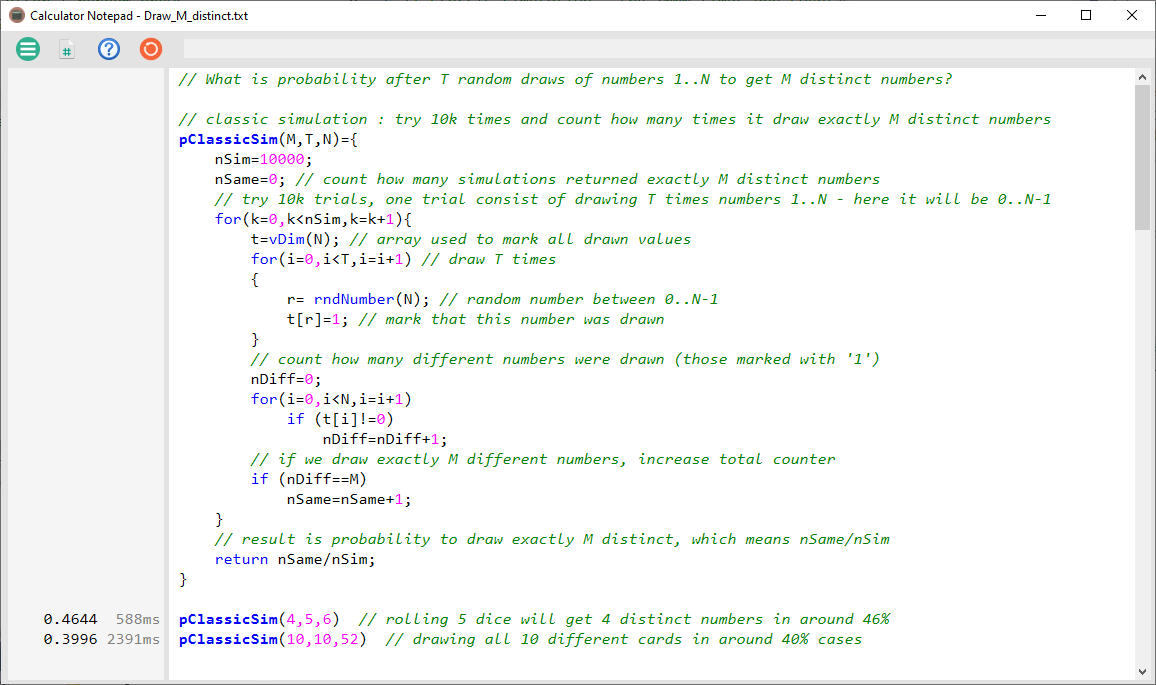 Calculator Notepad - Draw_M_distinct.txt
// What is probability after T random draws of numbers 1..N to get M distinct numbers?
// classic simulation : try 10k times and count how many times it draw exactly M distinct numbers
pClassicSim(M,T,N)={
nSim=10000;
nSame=0; // count how many simulations returned exactly M distinct numbers
// try 10k trials, one trial consist of drawing T times numbers 1..N - here it will be 0..N-1
for(k=0,k<nSim,k=k+1){
t=vDim(N); // array used to mark all drawn values
for(i=0,i<T,i=i+1) // draw T times
{
r= rndNumber(N); // random number between 0..N-1
t[r]=1; // mark that this number was drawn
}
// count how many different numbers were drawn (those marked with '1')
nDiff=0;
for(i=0,i<N,i=i+1)
if (t[i]!=0)
nDiff=nDiff+1;
// if we draw exactly M different numbers, increase total counter
if (nDiff==M)
nSame=nSame+1;
}
// result is probability to draw exactly M distinct, which means nSame/nSim
return nSame/nSim;
}
0.4644 588ms pClassicSim(4,5,6) // rolling 5 dice will get 4 distinct numbers in around 46%
0.3996 2391ms pClassicSim(10,10,52) // drawing all 10 different cards in around 40% cases